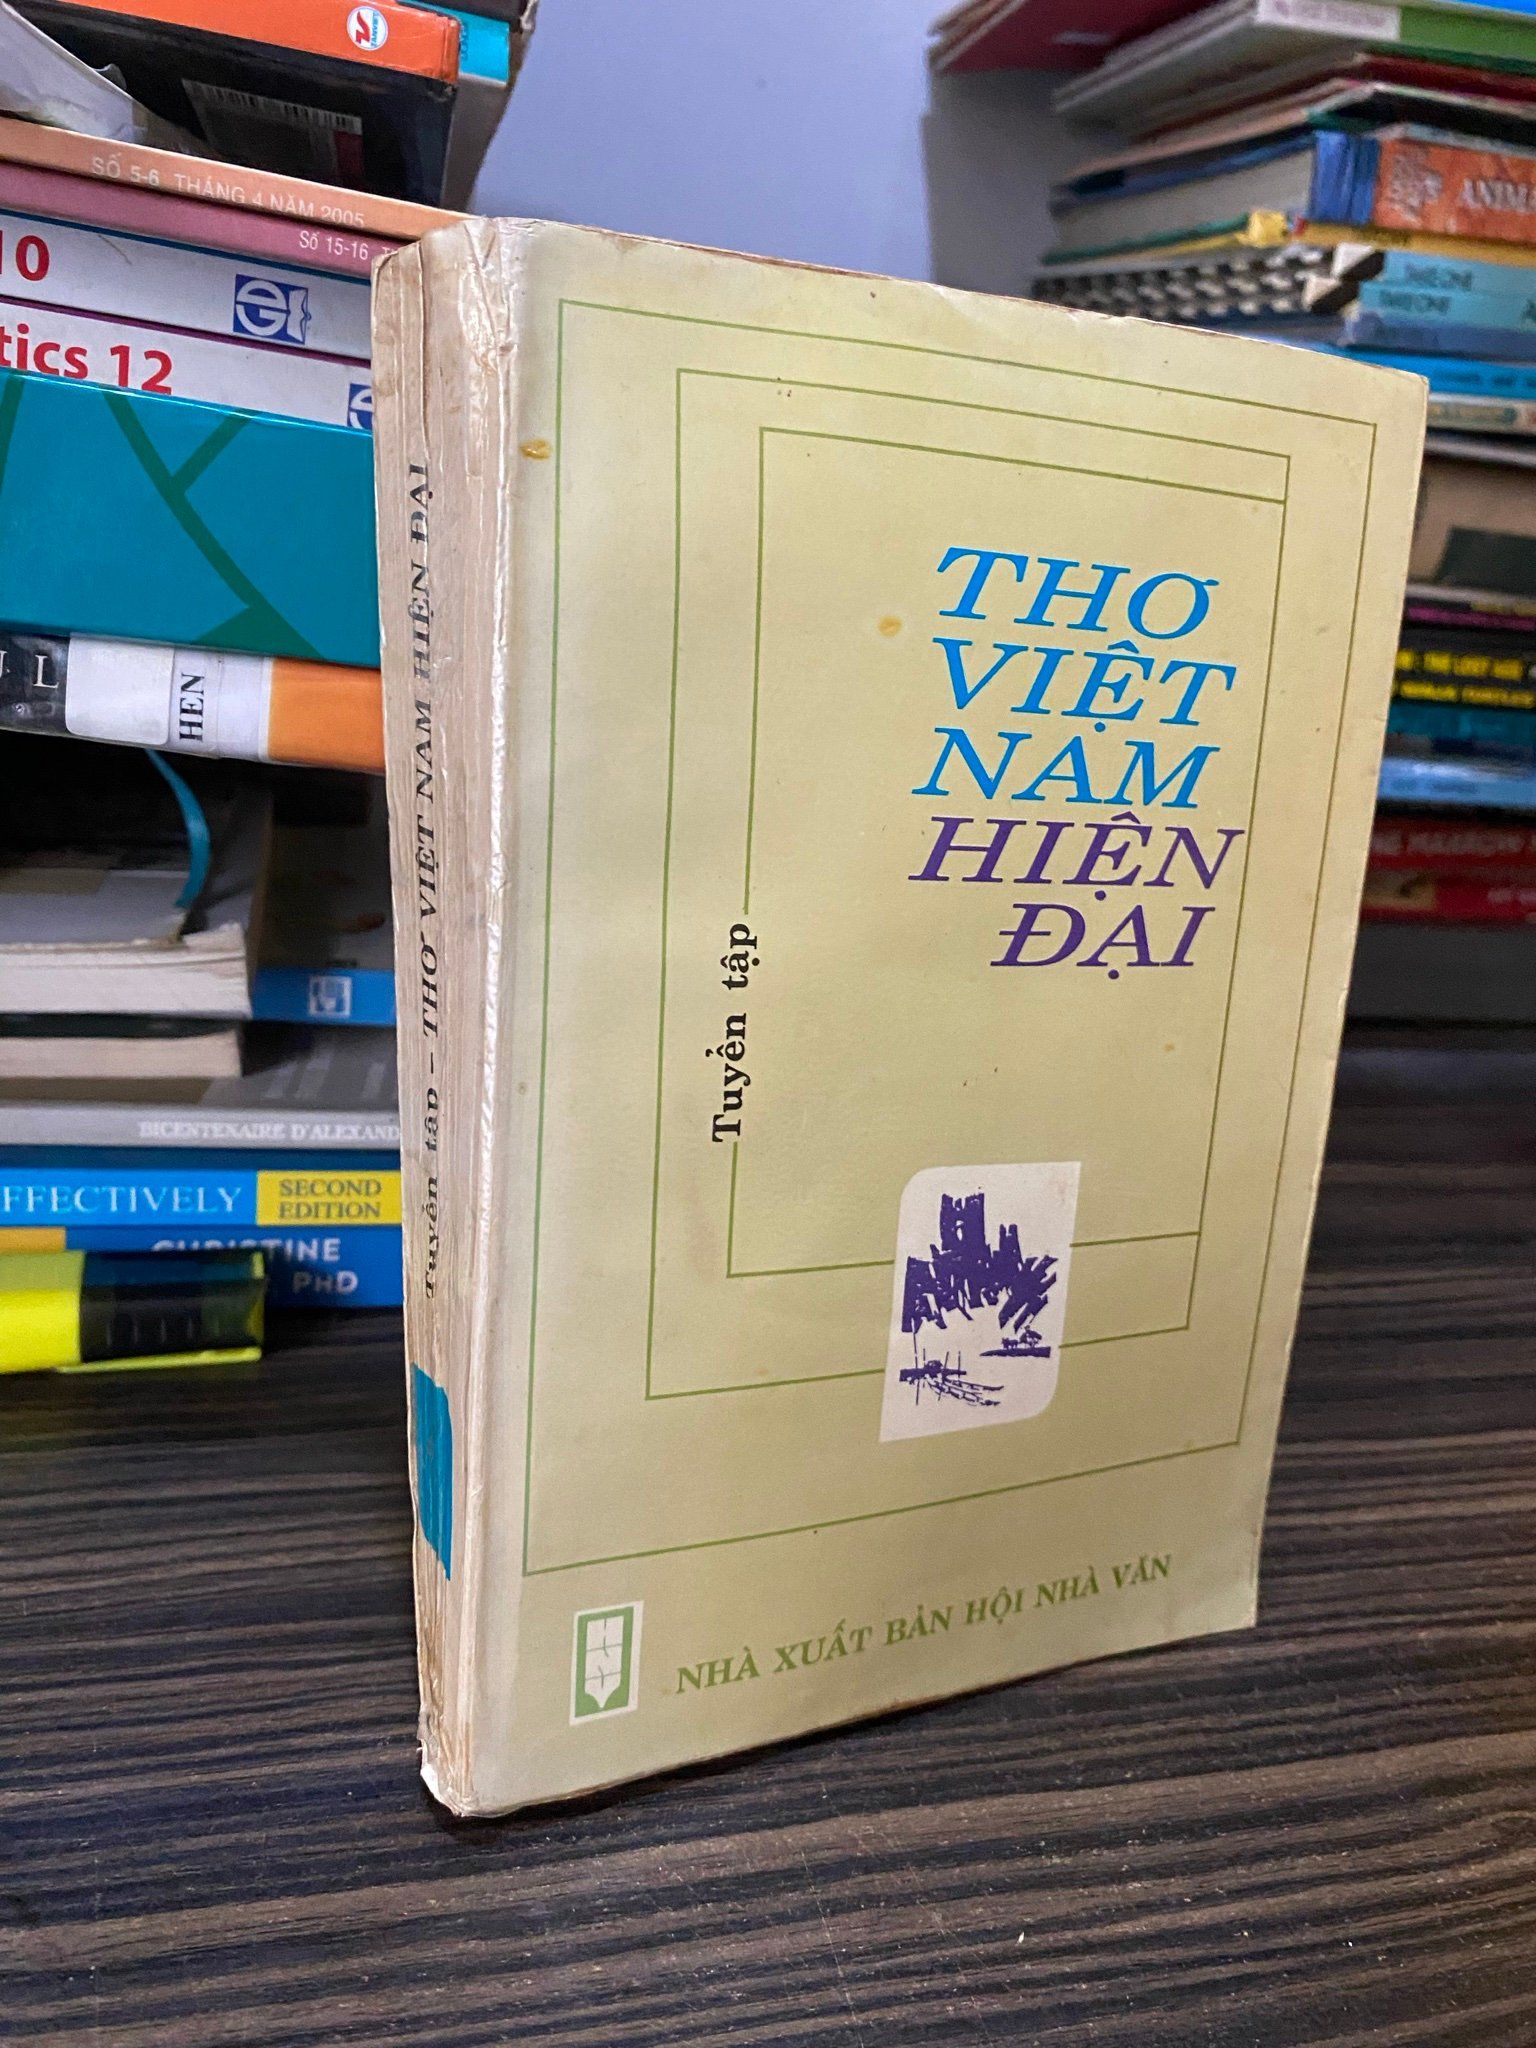 SỐ 5-6 THÁNG 4 NĂM 2005
Số 15-16
10
tics 12
HEN
BICENTENAIRE D'ALEXAND
FFECTIVELY
SECOND
EDITION
CHRISTINE
PHD
Tuyển tập – THƠ VIỆT NAM HIỆN ĐẠI
THƠ
VIỆT
NAM
HIỆN
ĐẠI
Tuyển tập
NHÀ XUẤT BẢN HỘI NHÀ VĂN